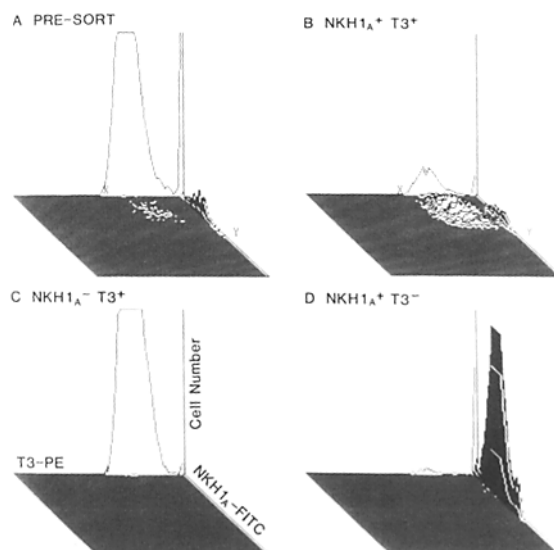 A PRE-SORT
B NKH1A+ T3+
X
Y
X
Y
C NKH1A- T3+
D NKH1A+ T3-
Cell Number
T3-PE
NKH1A-FITC